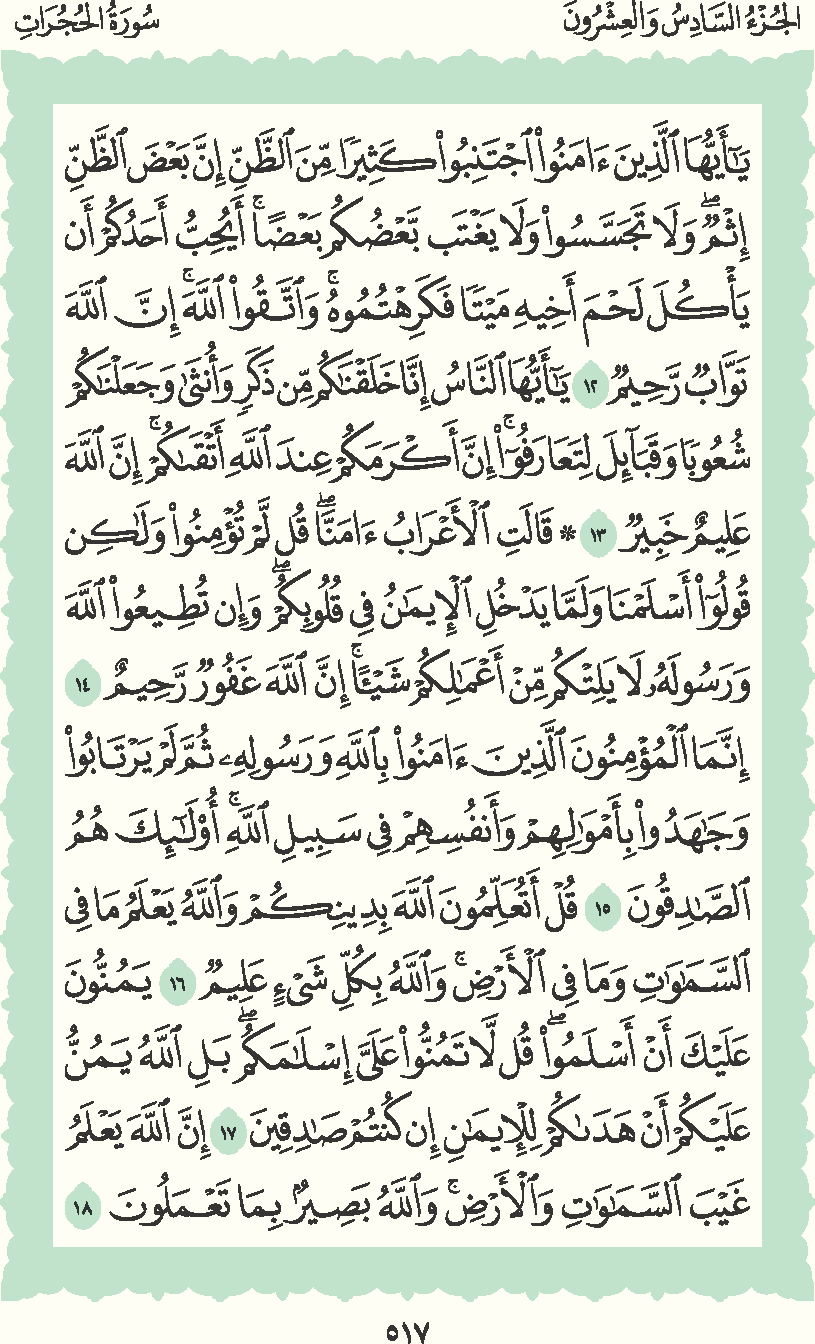 الجُزْءُ السَّادِسُ وَالعِشْرُونَ
سُورَةُ الحُجُرَاتِ
يَـٰٓأَيُّهَا ٱلَّذِينَ ءَامَنُواْ ٱجۡتَنِبُواْ كَثِيرٗا مِّنَ ٱلظَّنِّ إِنَّ بَعۡضَ ٱلظَّنِّ
إِثۡمٞۖ وَلَا تَجَسَّسُواْ وَلَا يَغۡتَب بَّعۡضُكُم بَعۡضًاۚ أَيُحِبُّ أَحَدُكُمۡ أَن
يَأۡكُلَ لَحۡمَ أَخِيهِ مَيۡتٗا فَكَرِهۡتُمُوهُۚ وَٱتَّقُواْ ٱللَّهَۚ إِنَّ ٱللَّهَ
تَوَّابٞ رَّحِيمٞ ١٢ يَـٰٓأَيُّهَا ٱلنَّاسُ إِنَّا خَلَقۡنَٰكُم مِّن ذَكَرٖ وَأُنثَىٰ وَجَعَلۡنَٰكُمۡ
شُعُوبٗا وَقَبَآئِلَ لِتَعَارَفُوٓاْۚ إِنَّ أَكۡرَمَكُمۡ عِندَ ٱللَّهِ أَتۡقَىٰكُمۡۚ إِنَّ ٱللَّهَ
عَلِيمٌ خَبِيرٞ ١٣ ۞ قَالَتِ ٱلۡأَعۡرَابُ ءَامَنَّاۖ قُل لَّمۡ تُؤۡمِنُواْ وَلَٰكِن
قُولُوٓاْ أَسۡلَمۡنَا وَلَمَّا يَدۡخُلِ ٱلۡإِيمَٰنُ فِي قُلُوبِكُمۡۖ وَإِن تُطِيعُواْ ٱللَّهَ
وَرَسُولَهُۥ لَا يَلِتۡكُم مِّنۡ أَعۡمَٰلِكُمۡ شَيۡـًٔاۚ إِنَّ ٱللَّهَ غَفُورٞ رَّحِيمٌ ١٤
إِنَّمَا ٱلۡمُؤۡمِنُونَ ٱلَّذِينَ ءَامَنُواْ بِٱللَّهِ وَرَسُولِهِۦ ثُمَّ لَمۡ يَرۡتَابُواْ
وَجَٰهَدُواْ بِأَمۡوَٰلِهِمۡ وَأَنفُسِهِمۡ فِي سَبِيلِ ٱللَّهِۚ أُوْلَـٰٓئِكَ هُمُ
ٱلصَّٰدِقُونَ ١٥ قُلۡ أَتُعَلِّمُونَ ٱللَّهَ بِدِينِكُمۡ وَٱللَّهُ يَعۡلَمُ مَا فِي
ٱلسَّمَٰوَٰتِ وَمَا فِي ٱلۡأَرۡضِۚ وَٱللَّهُ بِكُلِّ شَيۡءٍ عَلِيمٞ ١٦ يَمُنُّونَ
عَلَيۡكَ أَنۡ أَسۡلَمُواْۖ قُل لَّا تَمُنُّواْ عَلَيَّ إِسۡلَٰمَكُمۖ بَلِ ٱللَّهُ يَمُنُّ
عَلَيۡكُمۡ أَنۡ هَدَىٰكُمۡ لِلۡإِيمَٰنِ إِن كُنتُمۡ صَٰدِقِينَ ١٧ إِنَّ ٱللَّهَ يَعۡلَمُ
غَيۡبَ ٱلسَّمَٰوَٰتِ وَٱلۡأَرۡضِۚ وَٱللَّهُ بَصِيرُۢ بِمَا تَعۡمَلُونَ ١٨
٥١٧